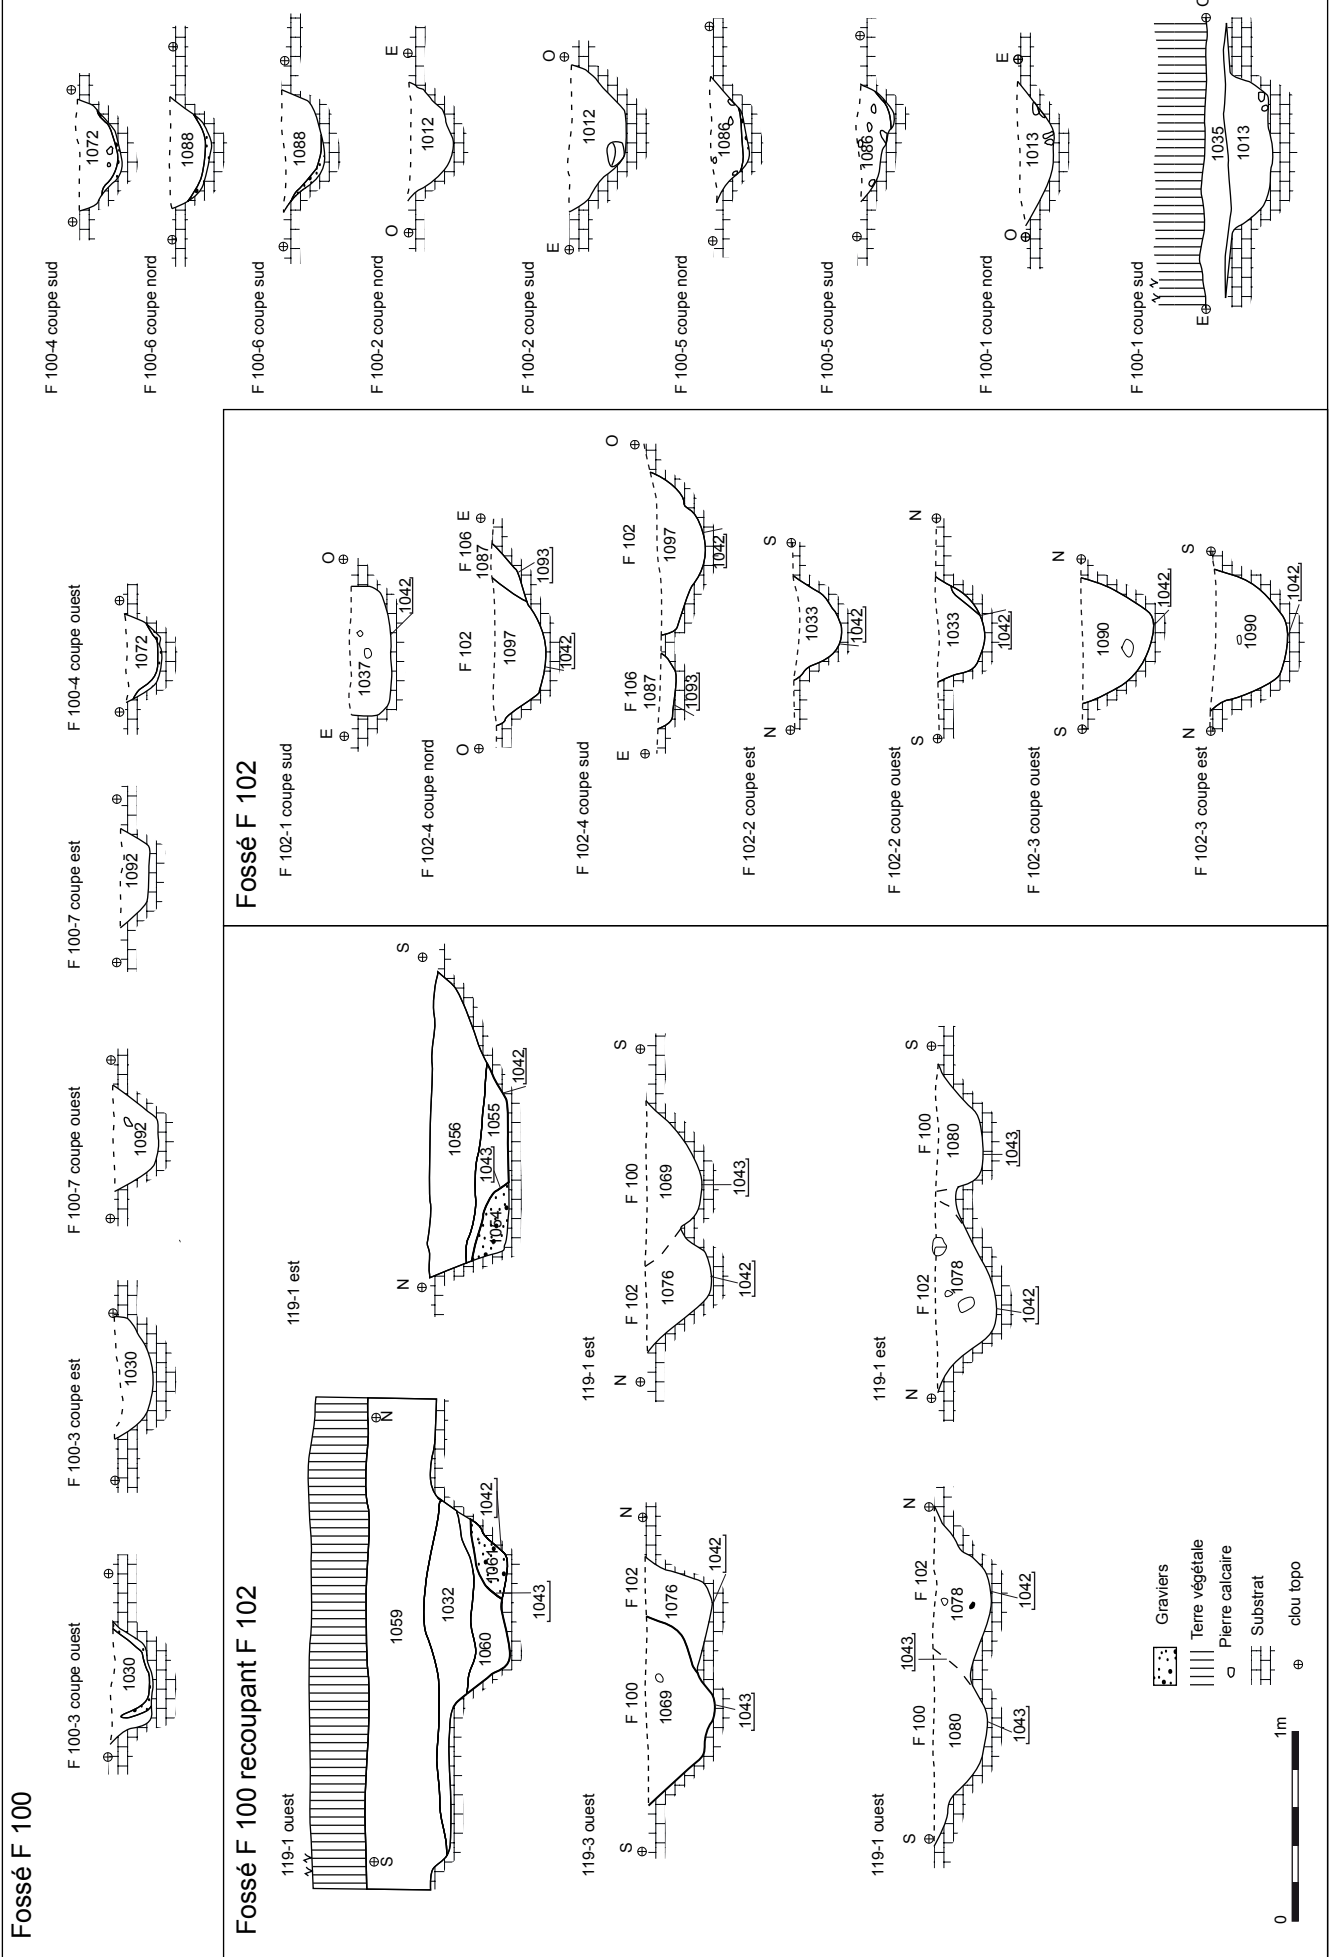 Fossé F 100
F 100-3 coupe ouest
1030
F 100-3 coupe est
1030
F 100-7 coupe ouest
1092
F 100-7 coupe est
1092
F 100-4 coupe ouest
1072
F 100-4 coupe sud
1072
F 100-6 coupe nord
1088
F 100-6 coupe sud
1088
F 100-2 coupe nord
O
E
1012
F 100-2 coupe sud
E
O
1012
F 100-5 coupe nord
1086
F 100-5 coupe sud
1086
F 100-1 coupe nord
O
E
1013
F 100-1 coupe sud
E
O
1035
1013
Fossé F 100 recoupant F 102
119-1 ouest
S
N
1059
1032
1060
1061
1042
1043
119-1 est
N
S
1056
1055
1054
1043
1042
119-3 ouest
S
N
F 100
F 102
1069
1076
1043
1042
119-1 est
N
S
F 102
F 100
1076
1069
1042
1043
119-1 ouest
S
N
F 100
1043
F 102
1080
1078
1043
1042
119-1 est
N
S
F 102
F 100
1078
1080
1042
1043
Fossé F 102
F 102-1 coupe sud
E
O
1037
1042
F 102-4 coupe nord
O
E
F 102
F 106
1097
1087
1042
1093
F 102-4 coupe sud
E
O
F 106
F 102
1087
1097
1093
1042
F 102-2 coupe est
N
S
1033
1042
F 102-2 coupe ouest
S
N
1033
1042
F 102-3 coupe ouest
S
N
1090
1042
F 102-3 coupe est
N
S
1090
1042
Graviers
Terre végétale
Pierre calcaire
Substrat
clou topo
0
1m